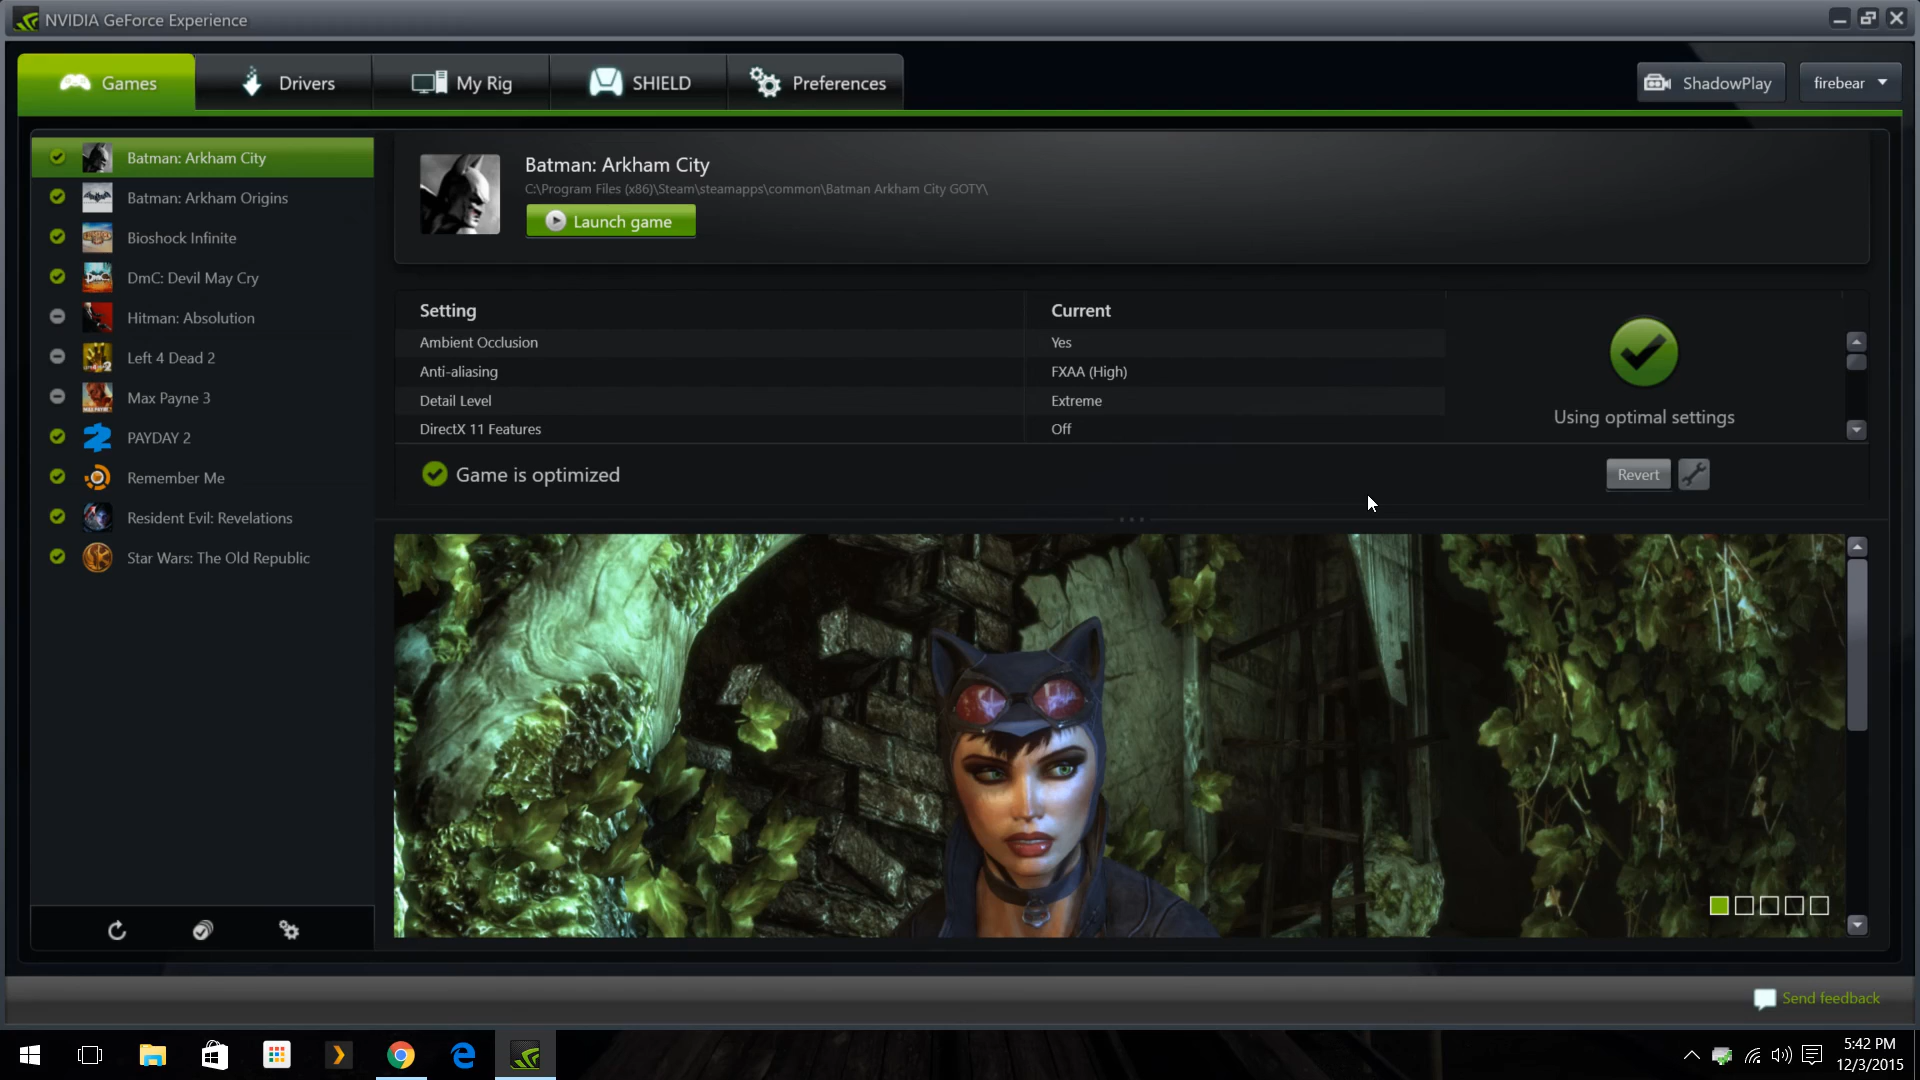 NVIDIA GeForce Experience
Games
Drivers
My Rig
SHIELD
Preferences
ShadowPlay
firebear
Batman: Arkham City
Batman: Arkham Origins
Bioshock Infinite
DmC: Devil May Cry
Hitman: Absolution
Left 4 Dead 2
Max Payne 3
PAYDAY 2
Remember Me
Resident Evil: Revelations
Star Wars: The Old Republic
Batman: Arkham City
C:\Program Files (x86)\Steam\steamapps\common\Batman Arkham City GOTY\
Launch game
Setting Current
Ambient Occlusion Yes
Anti-aliasing FXAA (High)
Detail Level Extreme
DirectX 11 Features Off
Using optimal settings
Game is optimized
Revert
Send feedback
5:42 PM
12/3/2015